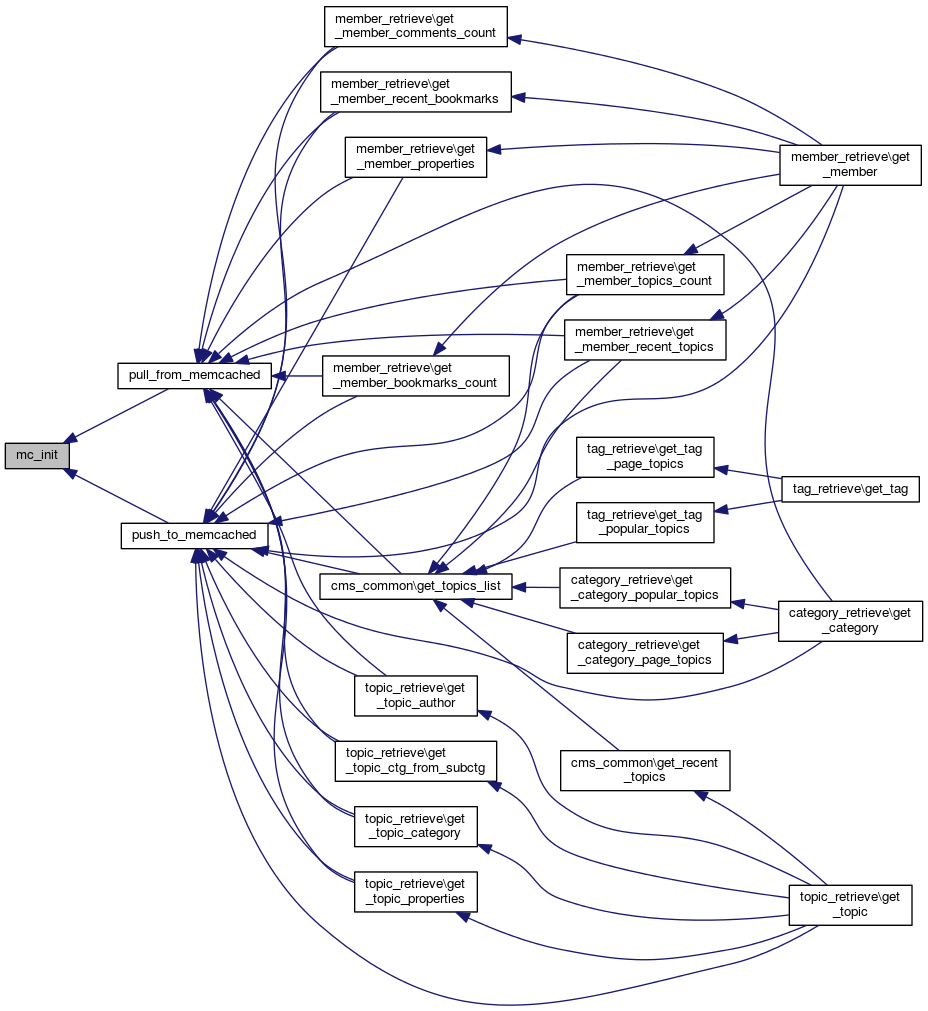 member_retrieve\get
_member_comments_count
member_retrieve\get
_member_recent_bookmarks
member_retrieve\get
_member_properties
member_retrieve\get
_member
member_retrieve\get
_member_topics_count
member_retrieve\get
_member_recent_topics
pull_from_memcached
member_retrieve\get
_member_bookmarks_count
mc_init
tag_retrieve\get_tag
_page_topics
tag_retrieve\get_tag
tag_retrieve\get_tag
_popular_topics
push_to_memcached
cms_common\get_topics_list
category_retrieve\get
_category_popular_topics
category_retrieve\get
_category
category_retrieve\get
_category_page_topics
topic_retrieve\get
_topic_author
topic_retrieve\get
_topic_ctg_from_subctg
cms_common\get_recent
_topics
topic_retrieve\get
_topic_category
topic_retrieve\get
_topic_properties
topic_retrieve\get
_topic